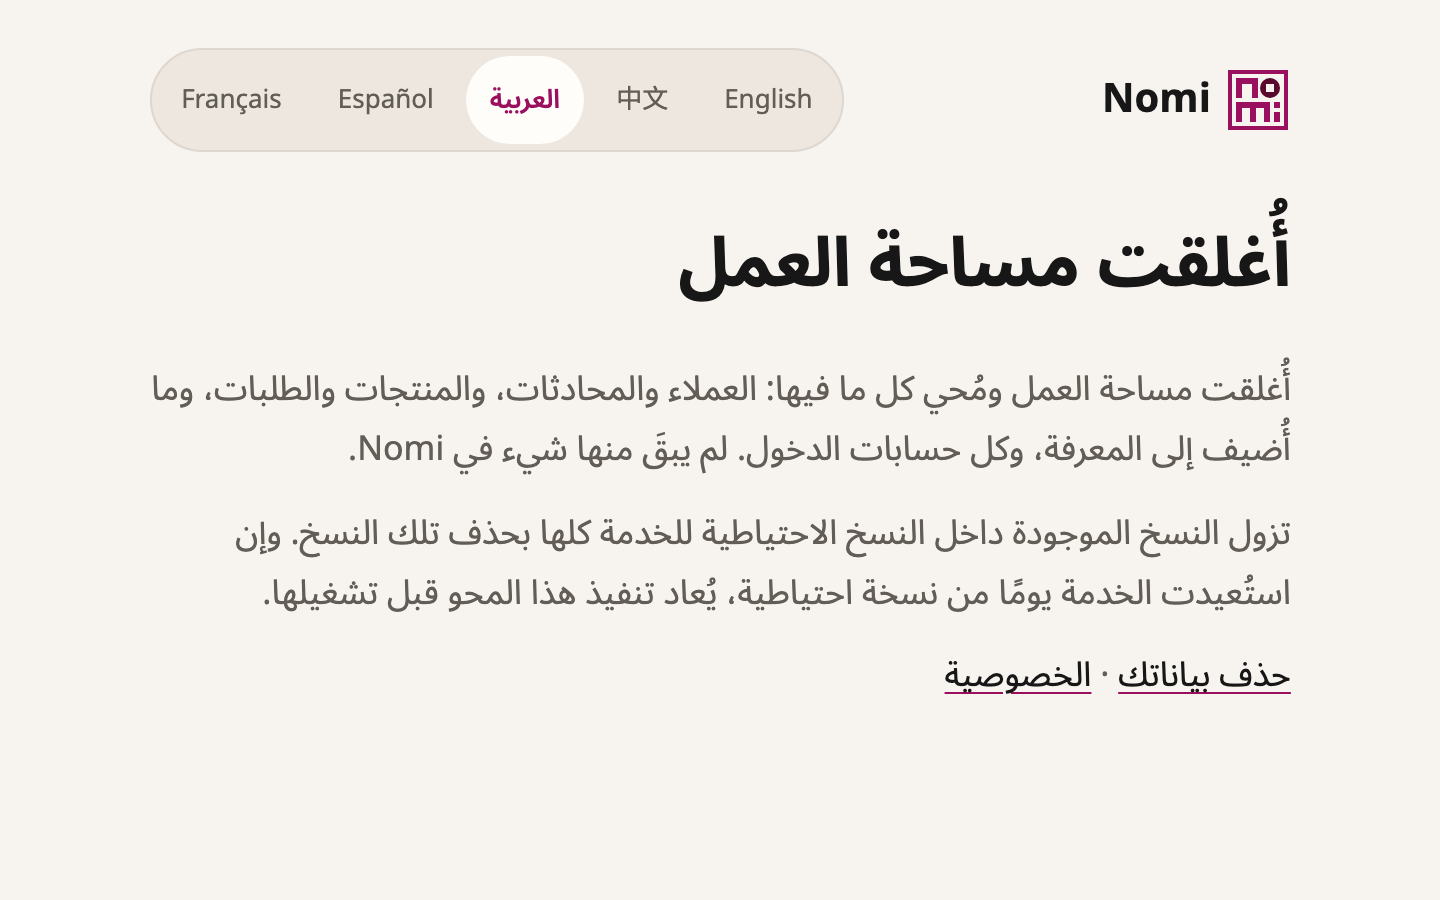 Nomi
English
中文
العربية
Español
Français
أُغلقت مساحة العمل
أُغلقت مساحة العمل ومُحي كل ما فيها: العملاء والمحادثات، والمنتجات والطلبات، وما
أُضيف إلى المعرفة، وكل حسابات الدخول. لم يبقَ منها شيء في Nomi.
تزول النسخ الموجودة داخل النسخ الاحتياطية للخدمة كلها بحذف تلك النسخ. وإن
استُعيدت الخدمة يومًا من نسخة احتياطية، يُعاد تنفيذ هذا المحو قبل تشغيلها.
حذف بياناتك · الخصوصية